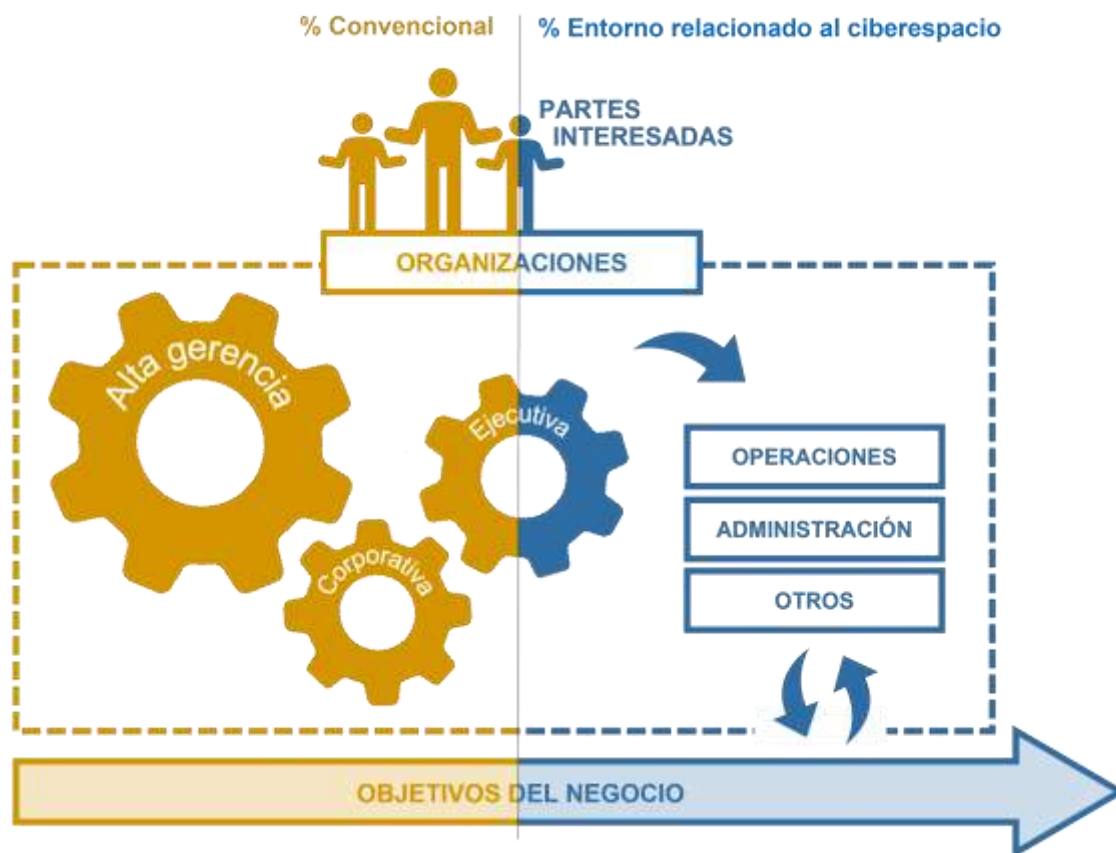 % Convencional
% Entorno relacionado al ciberespacio
PARTES
INTERESADAS
ORGANIZACIONES
Alta gerencia
Ejecutiva
Corporativa
OPERACIONES
ADMINISTRACIÓN
OTROS
OBJETIVOS DEL NEGOCIO